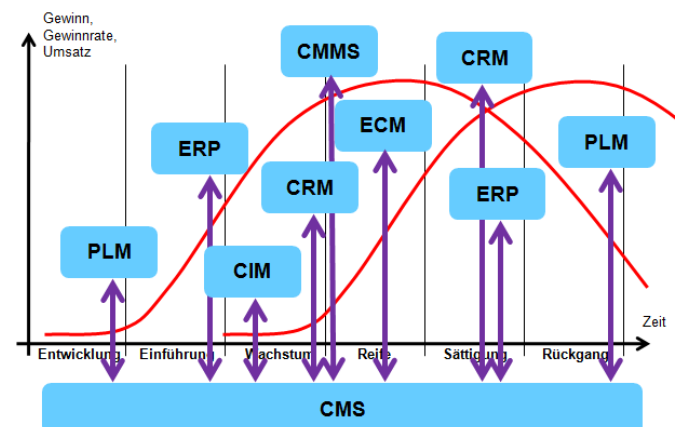 Gewinn,
Gewinnrate,
Umsatz
CMMS
CRM
ECM
ERP
PLM
CRM
ERP
PLM
CIM
Zeit
Entwicklung Einführung Wachstum Reife Sättigung Rückgang
CMS